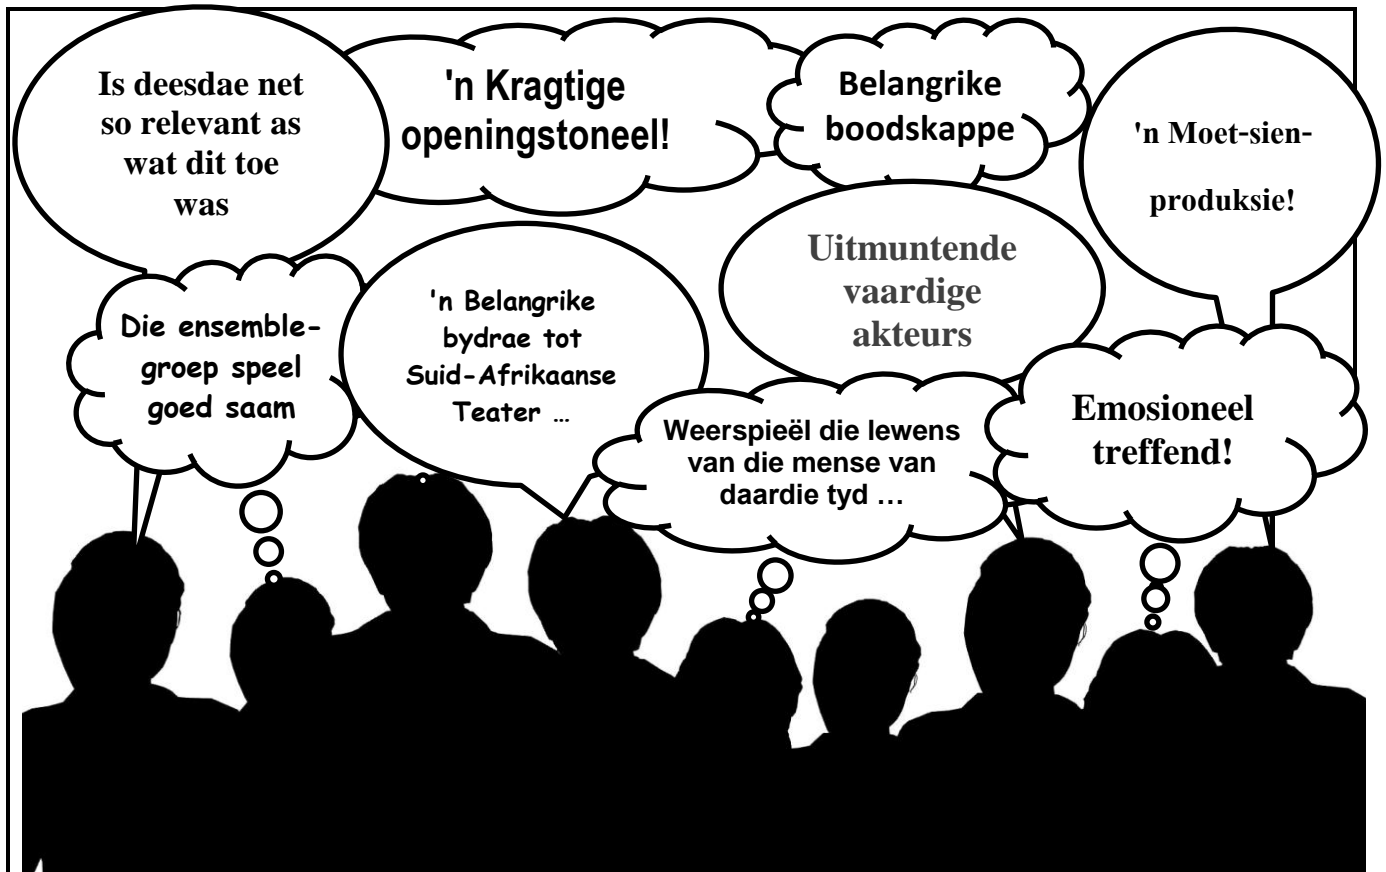 Is deesdae net
so relevant as
wat dit toe
was
'n Kragtige
openingstoneel!
Belangrike
boodskappe
'n Moet-sien-
produksie!
Die ensemble-
groep speel
goed saam
'n Belangrike
bydrae tot
Suid-Afrikaanse
Teater ...
Uitmuntende
vaardige
akteurs
Weerspieël die lewens
van die mense van
daardie tyd ...
Emosioneel
treffend!